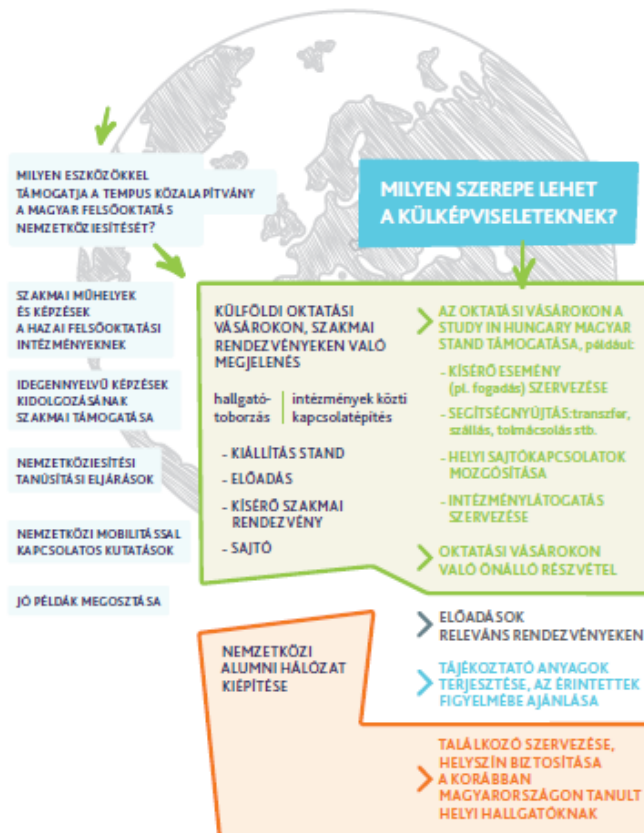 MILYEN ESZKÖZÖKKEL
TÁMOGATJA A TEMPUS KÖZALAPÍTVÁNY
A MAGYAR FELSŐOKTATÁS
NEMZETKÖZIESÍTÉSÉT?
SZAKMAI MŰHELYEK
ÉS KÉPZÉSEK
A HAZAI FELSŐOKTATÁSI
INTÉZMÉNYEKNEK
IDEGENNYELVŰ KÉPZÉSEK
KIDOLGOZÁSÁNAK
SZAKMAI TÁMOGATÁSA
NEMZETKÖZIESÍTÉSI
TANÚSÍTÁSI ELJÁRÁSOK
NEMZETKÖZI MOBILITÁSSAL
KAPCSOLATOS KUTATÁSOK
JÓ PÉLDÁK MEGOSZTÁSA
KÜLFÖLDI OKTATÁSI
VÁSÁROKON, SZAKMAI
RENDEZVÉNYEKEN VALÓ
MEGJELENÉS
hallgató-
toborzás
intézmények közti
kapcsolatépítés
- KIÁLLÍTÁS STAND
- ELŐADÁS
- KÍSÉRŐ SZAKMAI
RENDEZVÉNY
- SAJTÓ
NEMZETKÖZI
ALUMNI HÁLÓZAT
KIÉPÍTÉSE
MILYEN SZEREPE LEHET
A KÜLKÉPVISELETEKNEK?
AZ OKTATÁSI VÁSÁROKON A
STUDY IN HUNGARY MAGYAR
STAND TÁMOGATÁSA, például:
- KÍSÉRŐ ESEMÉNY
(pl. fogadás) SZERVEZÉSE
- SEGÍTSÉGNYÚJTÁS:transzfer,
szállás, tolmácsolás stb.
- HELYI SAJTÓKAPCSOLATOK
MOZGÓSÍTÁSA
- INTÉZMÉNYLÁTOGATÁS
SZERVEZÉSE
OKTATÁSI VÁSÁROKON
VALÓ ÖNÁLLÓ RÉSZVÉTEL
ELŐADÁSOK
RELEVÁNS RENDEZVÉNYEKEN
TÁJÉKOZTATÓ ANYAGOK
TERJESZTÉSE, AZ ÉRINTETTEK
FIGYELMÉBE AJÁNLÁSA
TALÁLKOZÓ SZERVEZÉSE,
HELYSZÍN BIZTOSÍTÁSA
A KORÁBBAN
MAGYARORSZÁGON TANULT
HELYI HALLGATÓKNAK